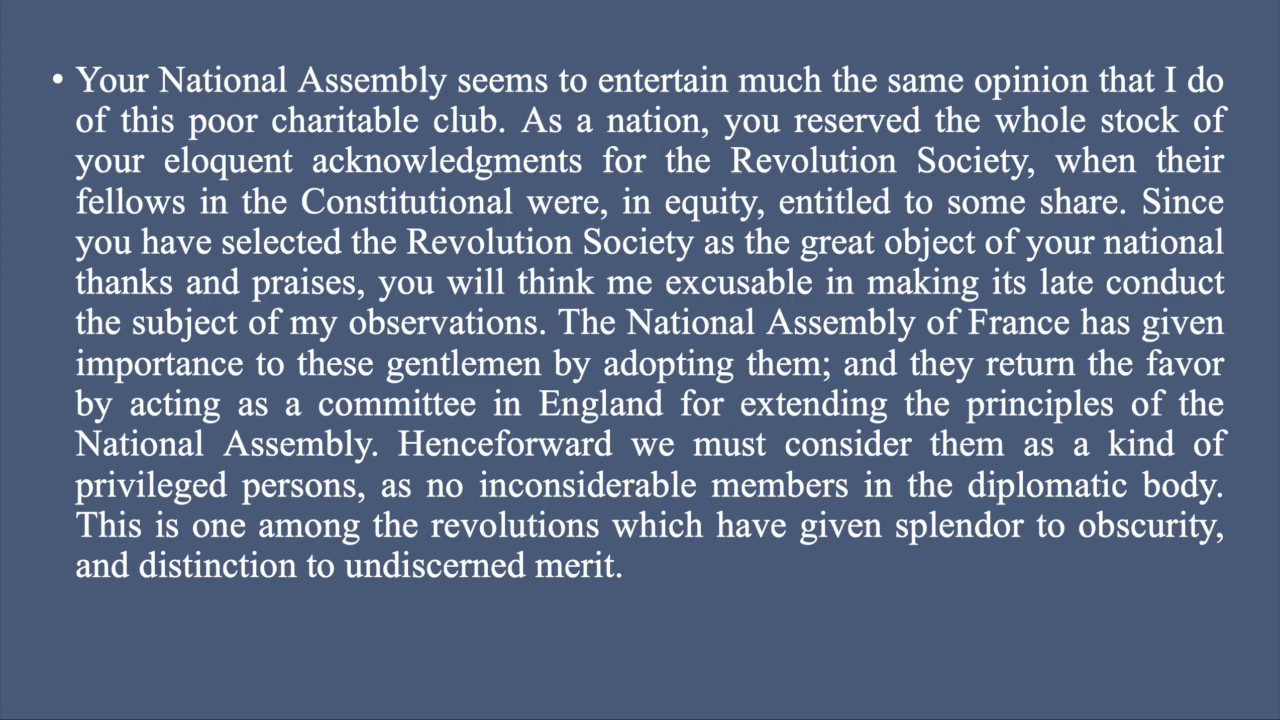 • Your National Assembly seems to entertain much the same opinion that I do
of this poor charitable club. As a nation, you reserved the whole stock of
your eloquent acknowledgments for the Revolution Society, when their
fellows in the Constitutional were, in equity, entitled to some share. Since
you have selected the Revolution Society as the great object of your national
thanks and praises, you will think me excusable in making its late conduct
the subject of my observations. The National Assembly of France has given
importance to these gentlemen by adopting them; and they return the favor
by acting as a committee in England for extending the principles of the
National Assembly. Henceforward we must consider them as a kind of
privileged persons, as no inconsiderable members in the diplomatic body.
This is one among the revolutions which have given splendor to obscurity,
and distinction to undiscerned merit.